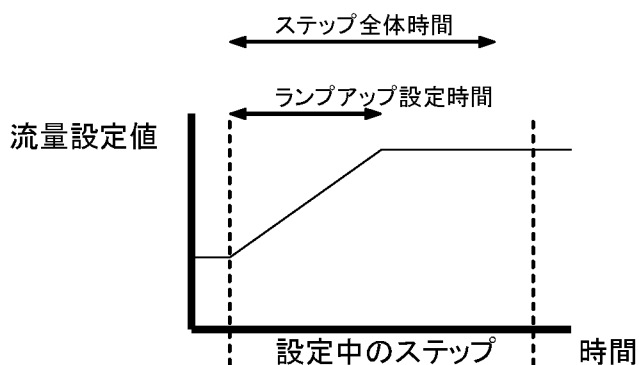 ステップ全体時間
ランプアップ設定時間
流量設定値
設定中のステップ
時間